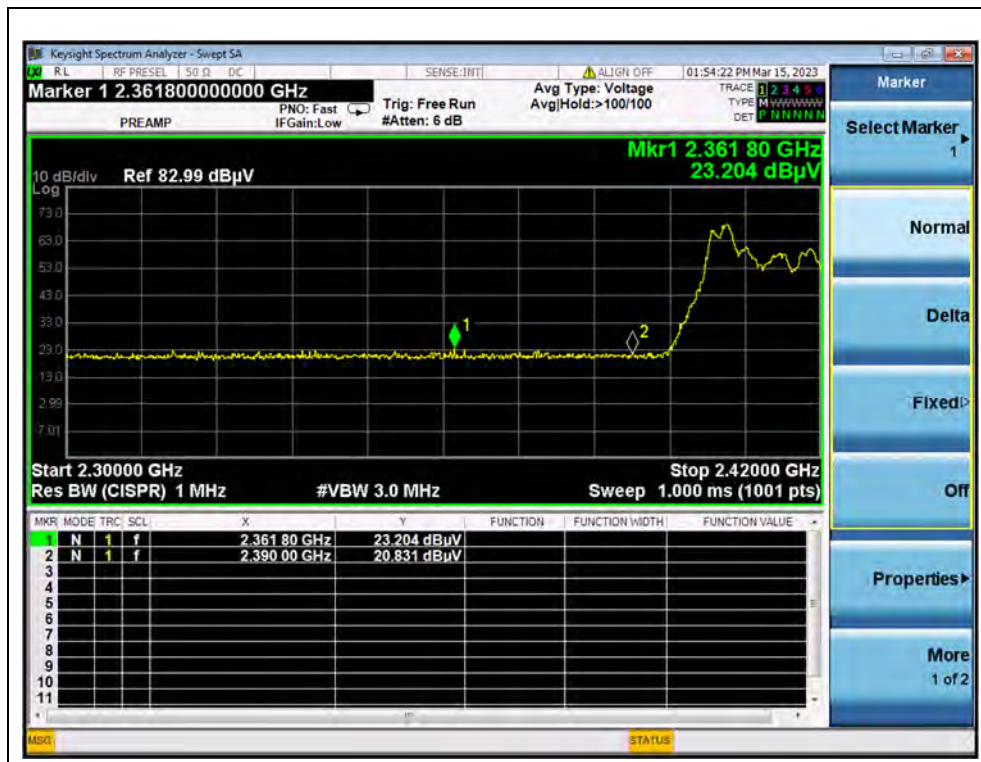 Keysight Spectrum Analyzer - Swept SA
RL RF PRESEL 50 Ω DC SENSE:INT ALIGN OFF 01:54:22 PM Mar 15, 2023
Marker 1 2.361800000000 GHz
PREAMP
PNO: Fast
IFGain:Low
Trig: Free Run
#Atten: 6 dB
Avg Type: Voltage
Avg|Hold:>100/100
TRACE 1 2 3 4 5 6
TYPE M
DET P N N N N N
Mkr1 2.361 80 GHz
23.204 dBµV
10 dB/div Ref 82.99 dBµV
Log
73.0
63.0
53.0
43.0
33.0
23.0
13.0
2.99
-7.01
1
2
Start 2.30000 GHz Stop 2.42000 GHz
Res BW (CISPR) 1 MHz #VBW 3.0 MHz Sweep 1.000 ms (1001 pts)
MKR MODE TRC SCL X Y FUNCTION FUNCTION WIDTH FUNCTION VALUE
1 N 1 f 2.361 80 GHz 23.204 dBµV
2 N 1 f 2.390 00 GHz 20.831 dBµV
3
4
5
6
7
8
9
10
11
MSG STATUS
Marker
Select Marker
1
Normal
Delta
Fixed
Off
Properties
More
1 of 2